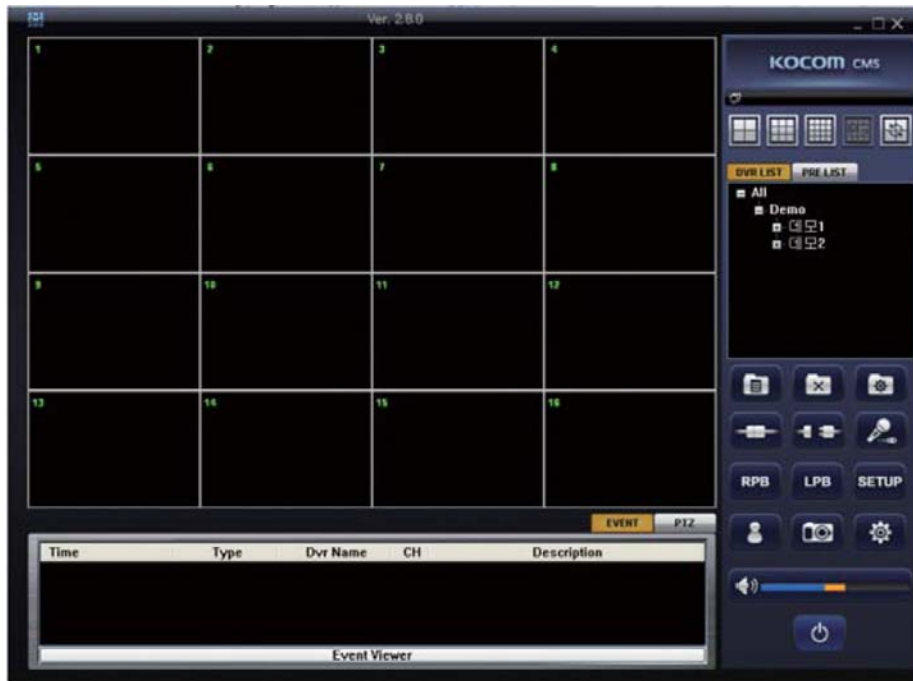 Ver. 2.8.0
KOCOM CMS
1 2 3 4
5 6 7 8
9 10 11 12
13 14 15 16
DVR LIST PRE LIST
All
Demo
데모1
데모2
RPB LPB SETUP
EVENT PTZ
Time Type Dvr Name CH Description
Event Viewer